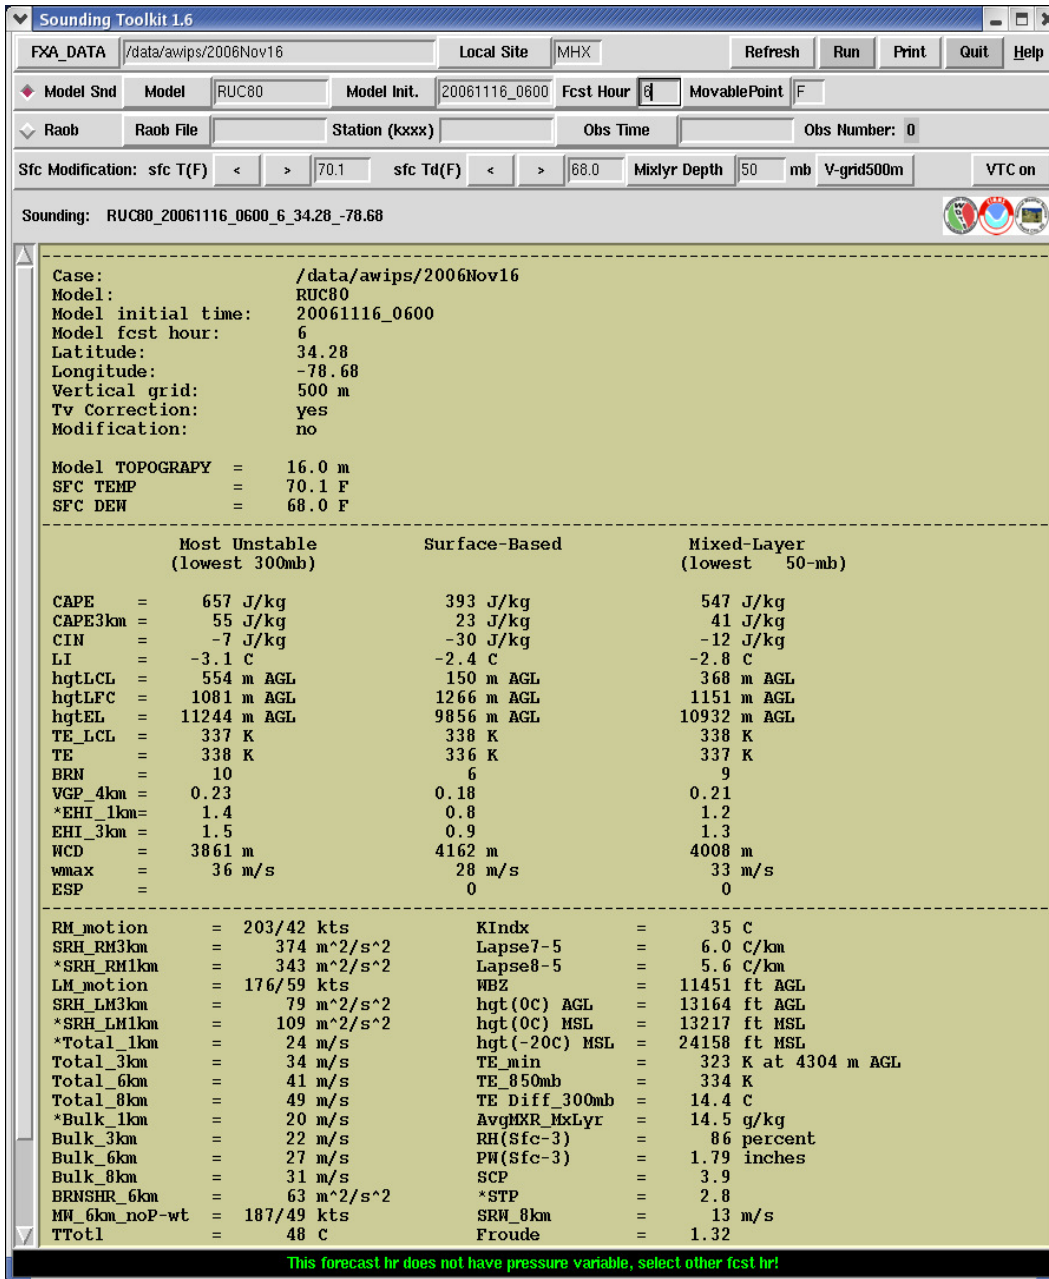 Sounding Toolkit 1.6
FXA_DATA /data/awips/2006Nov16 Local Site MHX Refresh Run Print Quit Help
Model Snd Model RUC80 Model Init. 20061116_0600 Fcst Hour 6 MovablePoint F
Raob Raob File Station (kxxx) Obs Time Obs Number: 0
Sfc Modification: sfc T(F) < > 70.1 sfc Td(F) < > 68.0 Mixlyr Depth 50 mb V-grid500m VTC on
Sounding: RUC80_20061116_0600_6_34.28_-78.68
Case: /data/awips/2006Nov16
Model: RUC80
Model initial time: 20061116_0600
Model fcst hour: 6
Latitude: 34.28
Longitude: -78.68
Vertical grid: 500 m
Tv Correction: yes
Modification: no
Model TOPOGRAPY = 16.0 m
SFC TEMP = 70.1 F
SFC DEW = 68.0 F
Most Unstable Surface-Based Mixed-Layer
(lowest 300mb) (lowest 50-mb)
CAPE = 657 J/kg 393 J/kg 547 J/kg
CAPE3km = 55 J/kg 23 J/kg 41 J/kg
CIN = -7 J/kg -30 J/kg -12 J/kg
LI = -3.1 C -2.4 C -2.8 C
hgtLCL = 554 m AGL 150 m AGL 368 m AGL
hgtLFC = 1081 m AGL 1266 m AGL 1151 m AGL
hgtEL = 11244 m AGL 9856 m AGL 10932 m AGL
TE_LCL = 337 K 338 K 338 K
TE = 338 K 336 K 337 K
BRN = 10 6 9
VGP_4km = 0.23 0.18 0.21
*EHI_1km= 1.4 0.8 1.2
EHI_3km = 1.5 0.9 1.3
WCD = 3861 m 4162 m 4008 m
wmax = 36 m/s 28 m/s 33 m/s
ESP = 0 0
RM_motion = 203/42 kts KIndx = 35 C
SRH_RM3km = 374 m^2/s^2 Lapse7-5 = 6.0 C/km
*SRH_RM1km = 343 m^2/s^2 Lapse8-5 = 5.6 C/km
LM_motion = 176/59 kts WBZ = 11451 ft AGL
SRH_LM3km = 79 m^2/s^2 hgt(0C) AGL = 13164 ft AGL
*SRH_LM1km = 109 m^2/s^2 hgt(0C) MSL = 13217 ft MSL
*Total_1km = 24 m/s hgt(-20C) MSL = 24158 ft MSL
Total_3km = 34 m/s TE_min = 323 K at 4304 m AGL
Total_6km = 41 m/s TE_850mb = 334 K
Total_8km = 49 m/s TE Diff_300mb = 14.4 C
*Bulk_1km = 20 m/s AvgMXR_MxLyr = 14.5 g/kg
Bulk_3km = 22 m/s RH(Sfc-3) = 86 percent
Bulk_6km = 27 m/s PW(Sfc-3) = 1.79 inches
Bulk_8km = 31 m/s SCP = 3.9
BRNSHR_6km = 63 m^2/s^2 *STP = 2.8
MW_6km_noP-wt = 187/49 kts SRW_8km = 13 m/s
TTotl = 48 C Froude = 1.32
This forecast hr does not have pressure variable, select other fcst hr!